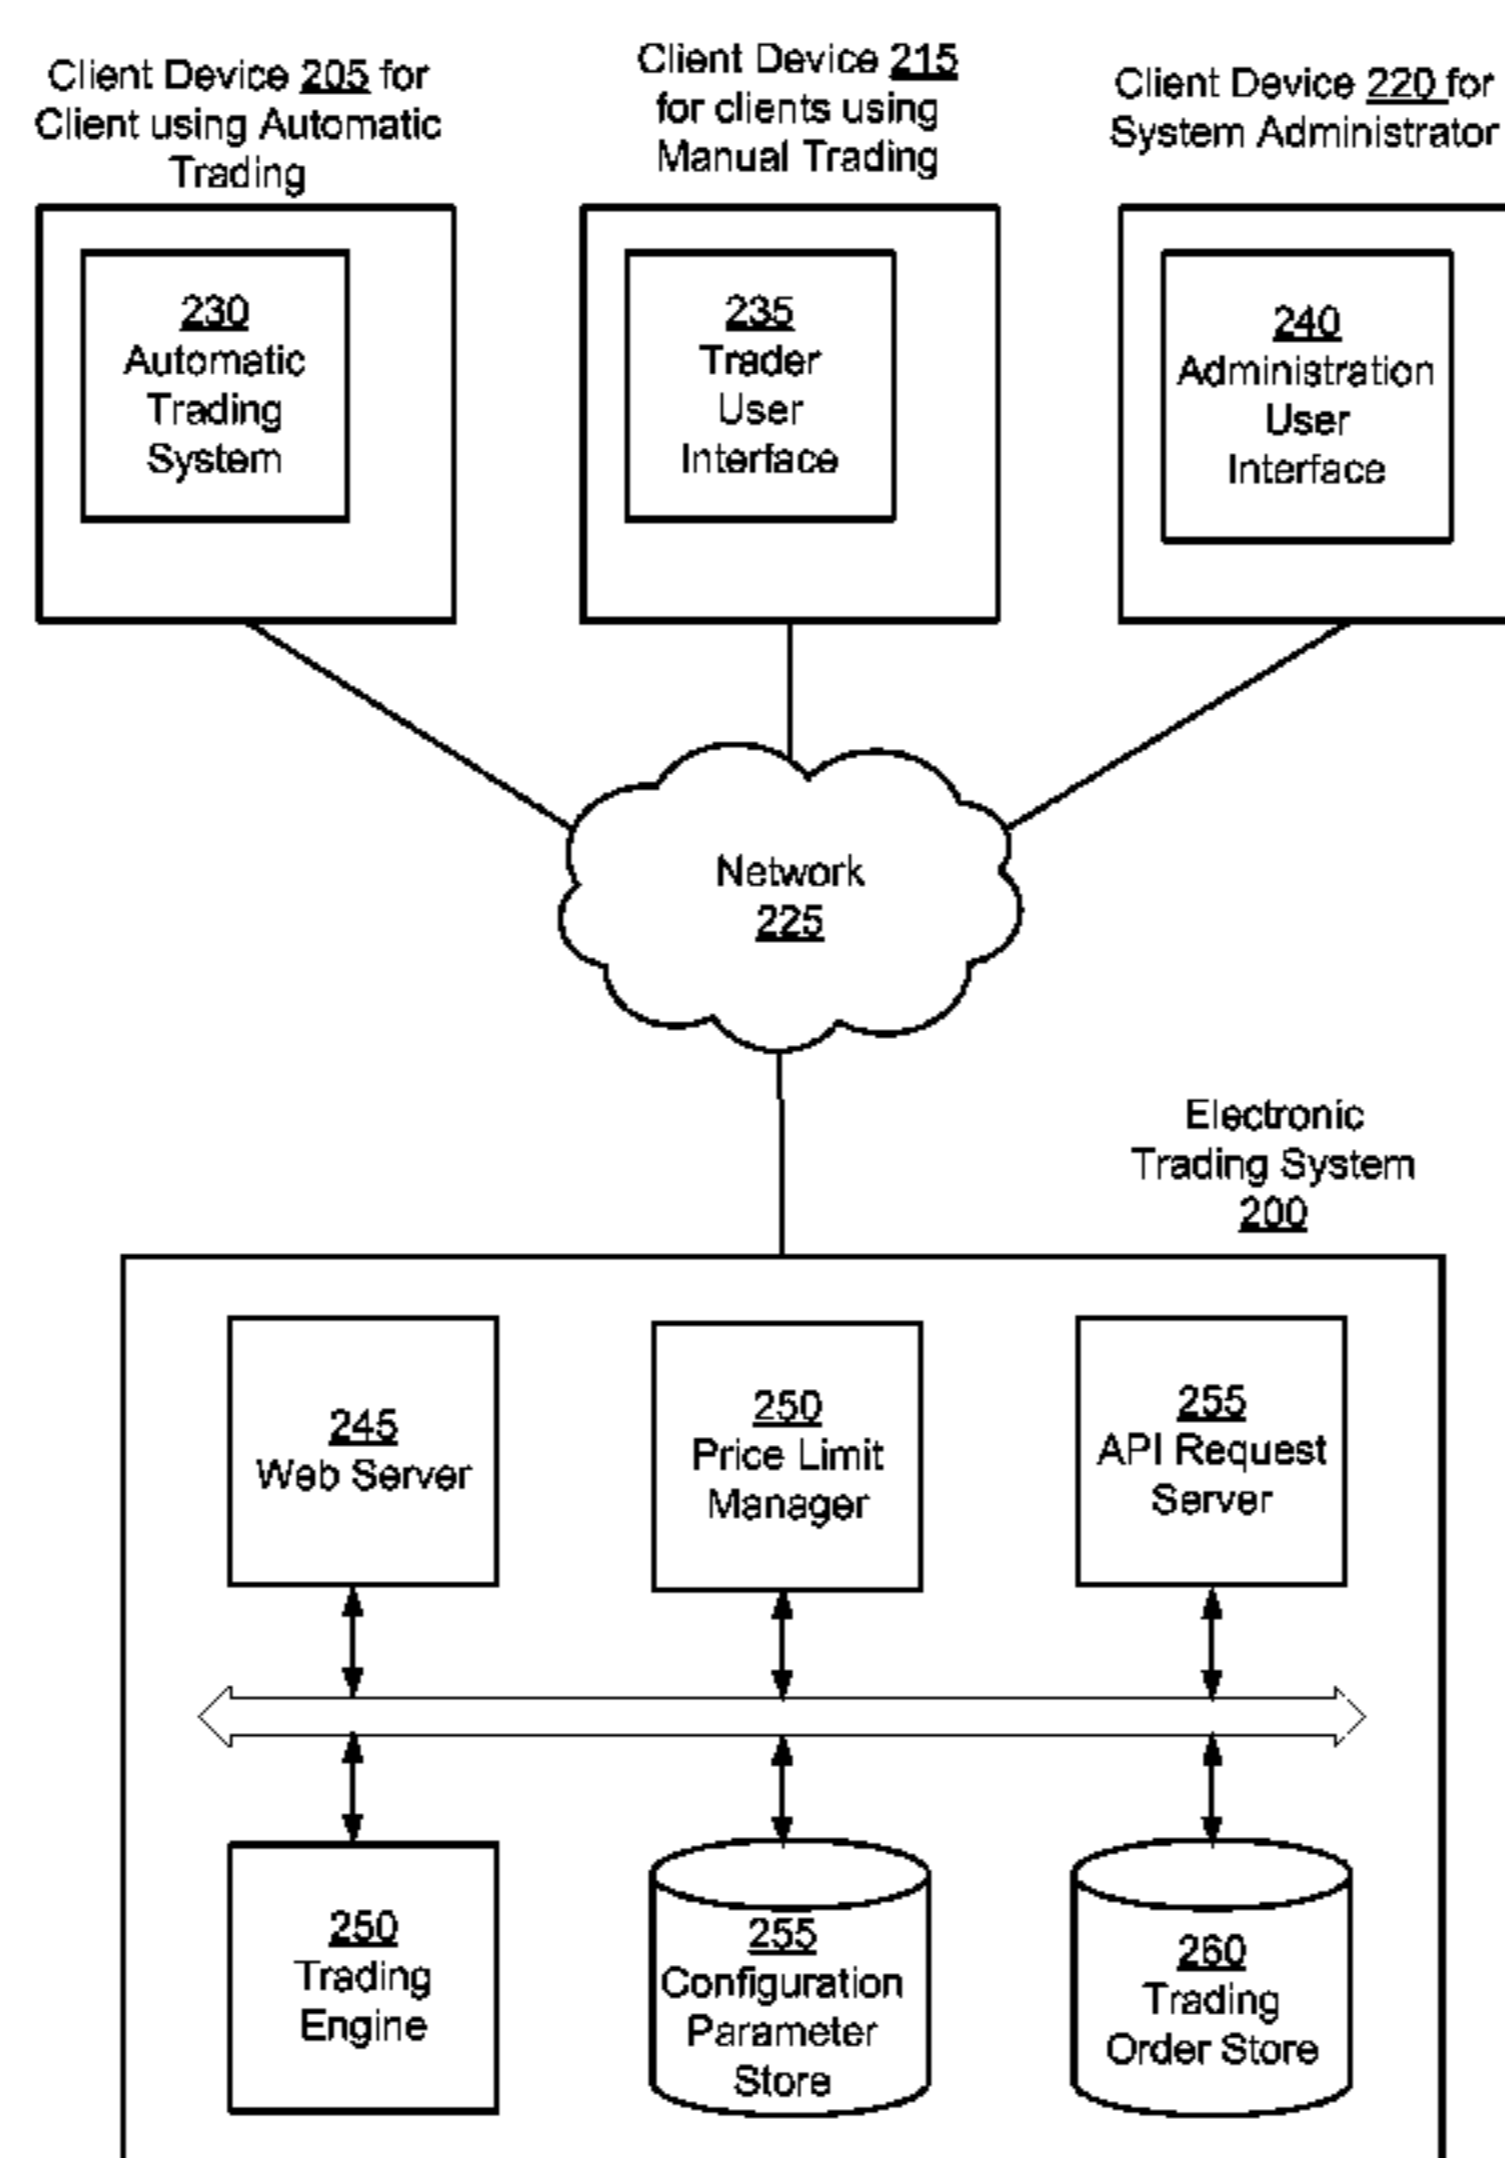 Client Device 205 for
Client using Automatic
Trading
Client Device 215
for clients using
Manual Trading
Client Device 220 for
System Administrator
230
Automatic
Trading
System
235
Trader
User
Interface
240
Administration
User
Interface
Network
225
Electronic
Trading System
200
245
Web Server
250
Price Limit
Manager
255
API Request
Server
250
Trading
Engine
255
Configuration
Parameter
Store
260
Trading
Order Store